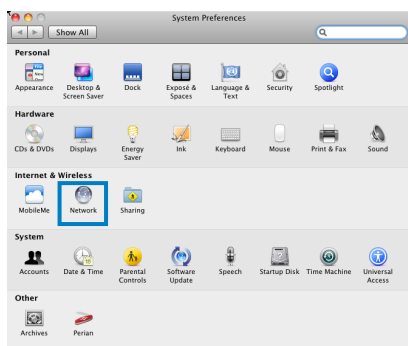 System Preferences
Show All
Personal
Appearance
Desktop & Screen Saver
Dock
Exposé & Spaces
Language & Text
Security
Spotlight
Hardware
CDs & DVDs
Displays
Energy Saver
Ink
Keyboard
Mouse
Print & Fax
Sound
Internet & Wireless
MobileMe
Network
Sharing
System
Accounts
Date & Time
Parental Controls
Software Update
Speech
Startup Disk
Time Machine
Universal Access
Other
Archives
Perian